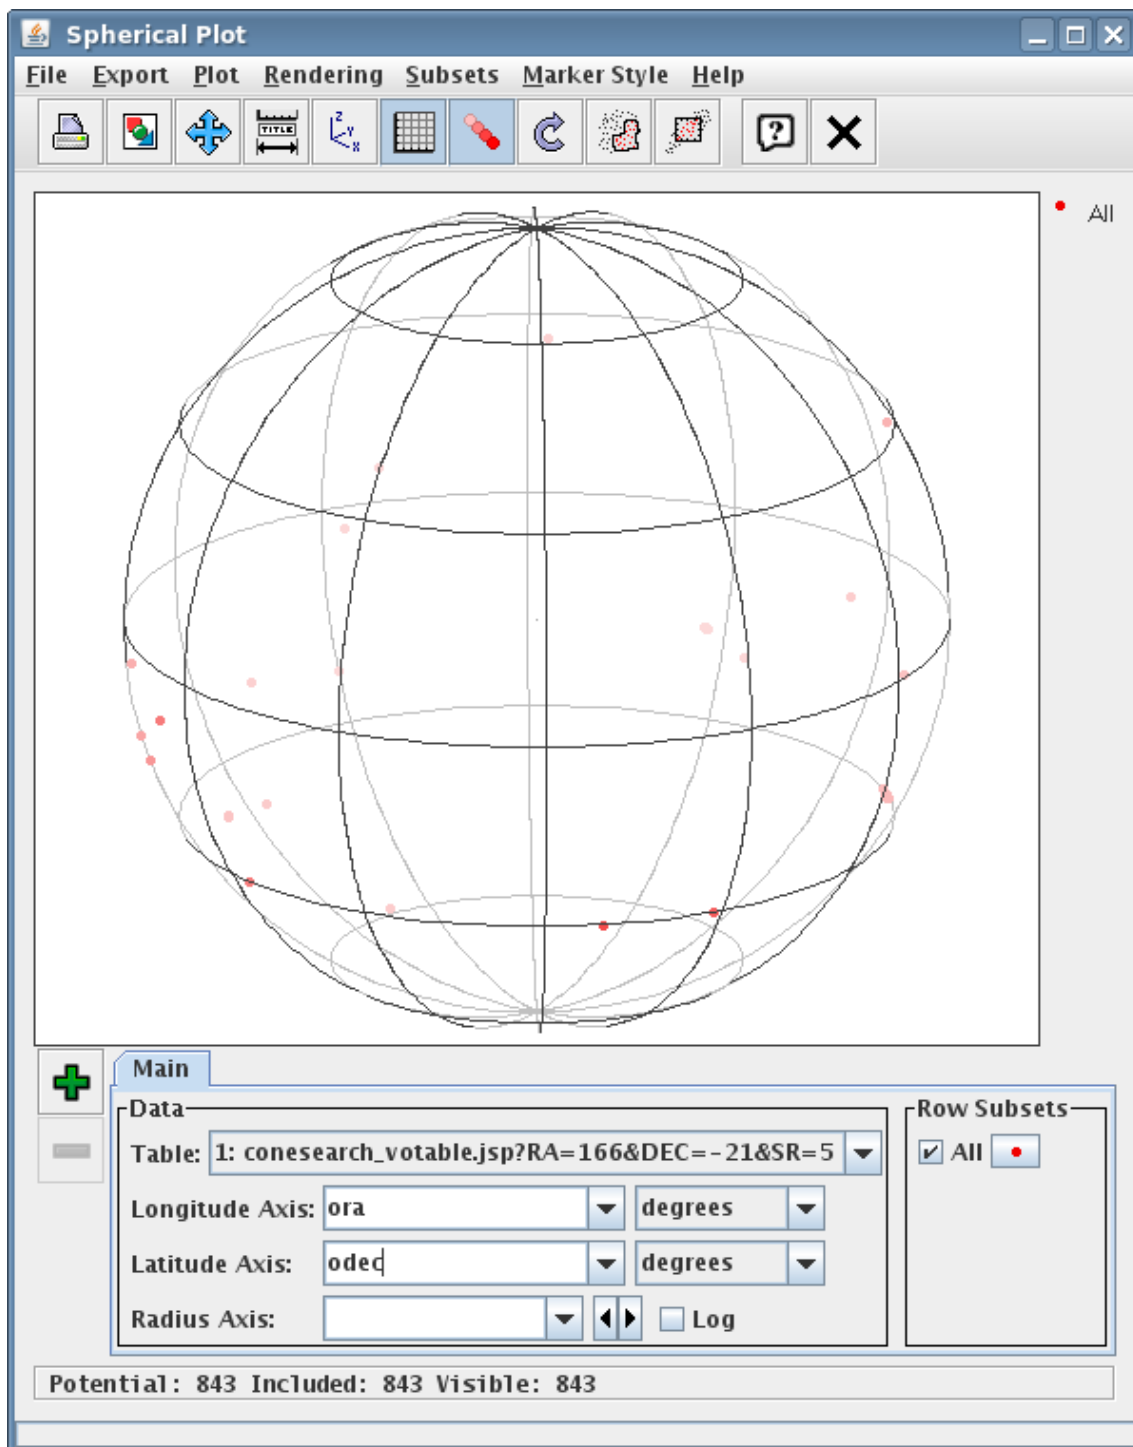 Spherical Plot
File Export Plot Rendering Subsets Marker Style Help
TITLE
Z
Y
X
?
All
Main
Data
Row Subsets
Table: 1: conesearch_votable.jsp?RA=166&DEC=-21&SR=5
All
Longitude Axis: ora degrees
Latitude Axis: odec degrees
Radius Axis: Log
Potential: 843 Included: 843 Visible: 843